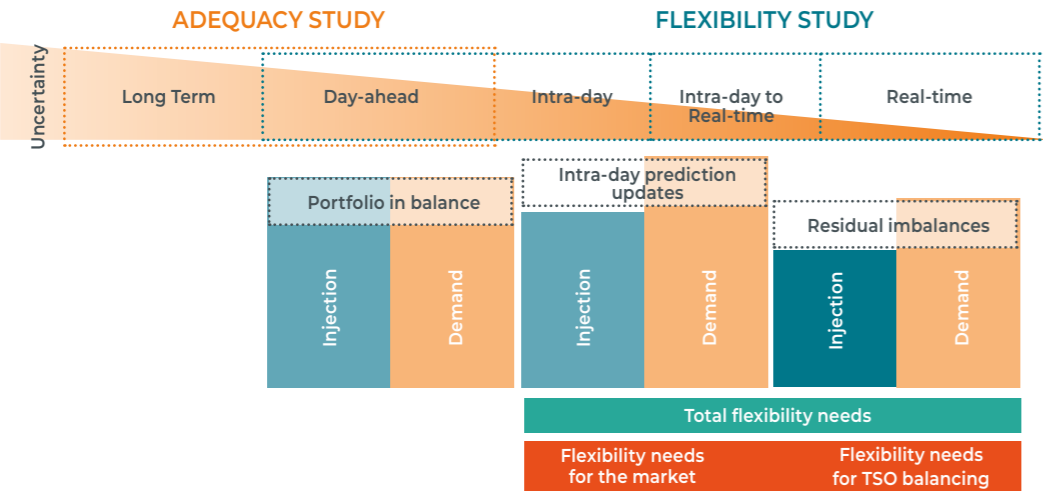 ADEQUACY STUDY
FLEXIBILITY STUDY
Uncertainty
Long Term
Day-ahead
Intra-day
Intra-day to
Real-time
Real-time
Portfolio in balance
Intra-day prediction
updates
Residual imbalances
Injection
Demand
Injection
Demand
Injection
Demand
Total flexibility needs
Flexibility needs
for the market
Flexibility needs
for TSO balancing